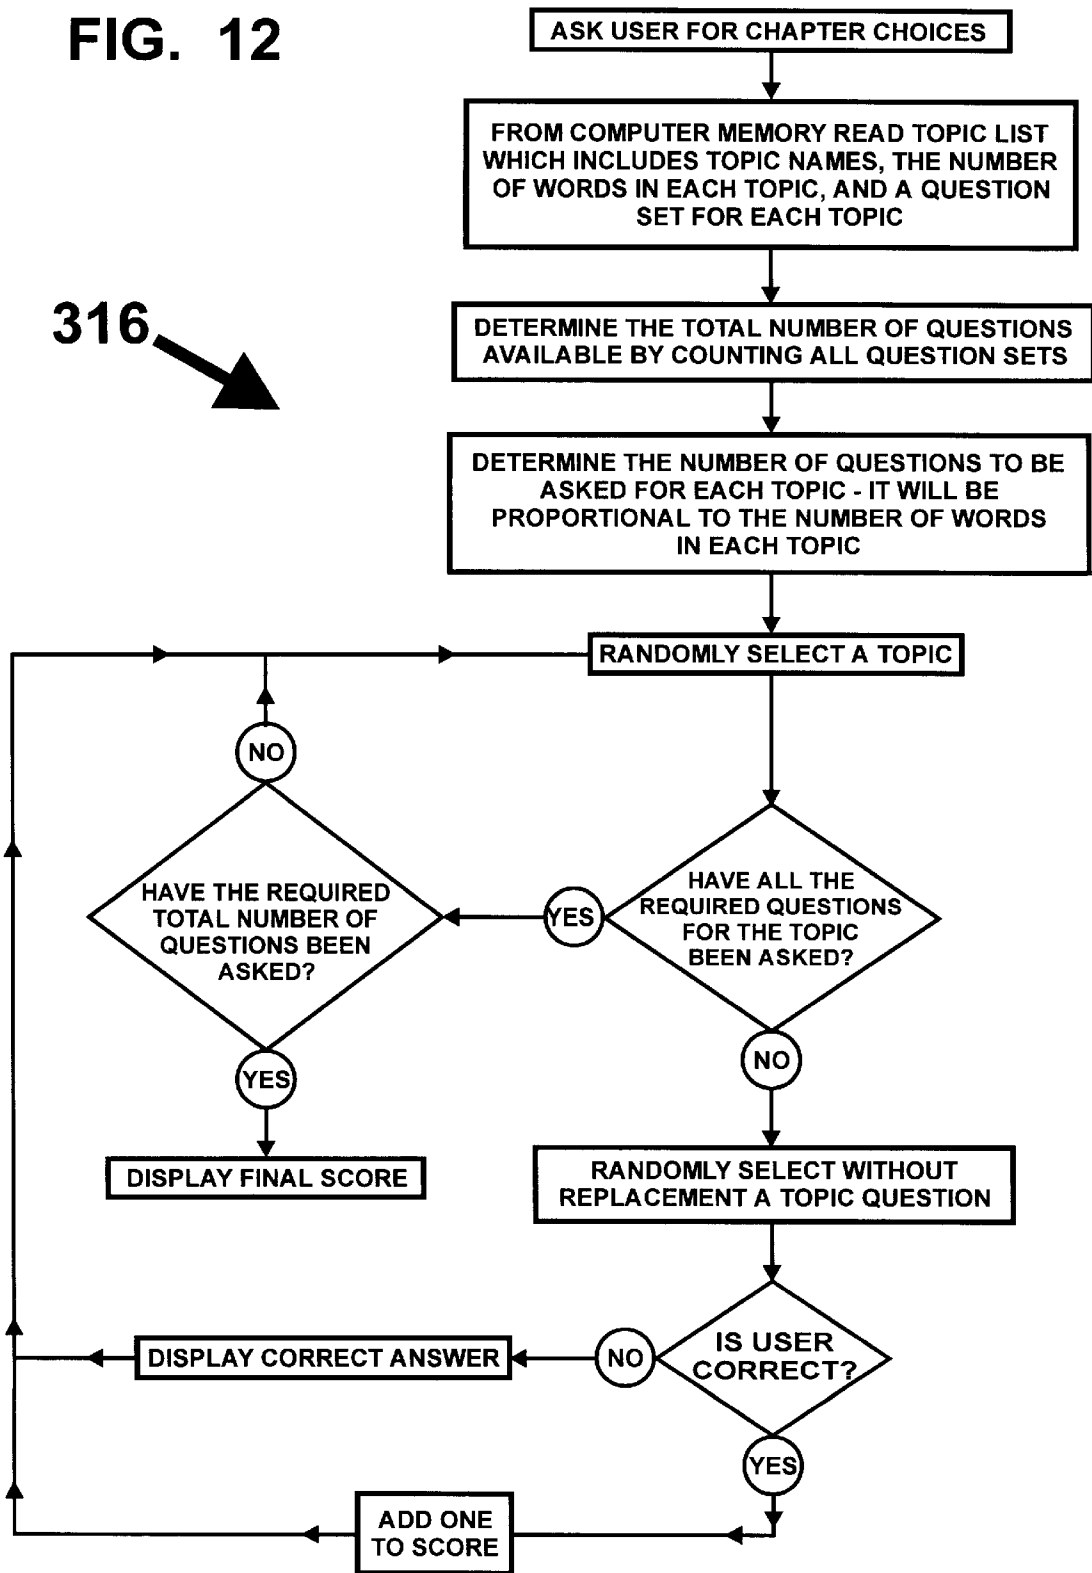 FIG. 12
ASK USER FOR CHAPTER CHOICES
FROM COMPUTER MEMORY READ TOPIC LIST
WHICH INCLUDES TOPIC NAMES, THE NUMBER
OF WORDS IN EACH TOPIC, AND A QUESTION
SET FOR EACH TOPIC
316
DETERMINE THE TOTAL NUMBER OF QUESTIONS
AVAILABLE BY COUNTING ALL QUESTION SETS
DETERMINE THE NUMBER OF QUESTIONS TO BE
ASKED FOR EACH TOPIC - IT WILL BE
PROPORTIONAL TO THE NUMBER OF WORDS
IN EACH TOPIC
RANDOMLY SELECT A TOPIC
NO
HAVE THE REQUIRED
TOTAL NUMBER OF
QUESTIONS BEEN
ASKED?
YES
HAVE ALL THE
REQUIRED QUESTIONS
FOR THE TOPIC
BEEN ASKED?
YES
NO
DISPLAY FINAL SCORE
RANDOMLY SELECT WITHOUT
REPLACEMENT A TOPIC QUESTION
DISPLAY CORRECT ANSWER
NO
IS USER
CORRECT?
YES
ADD ONE
TO SCORE